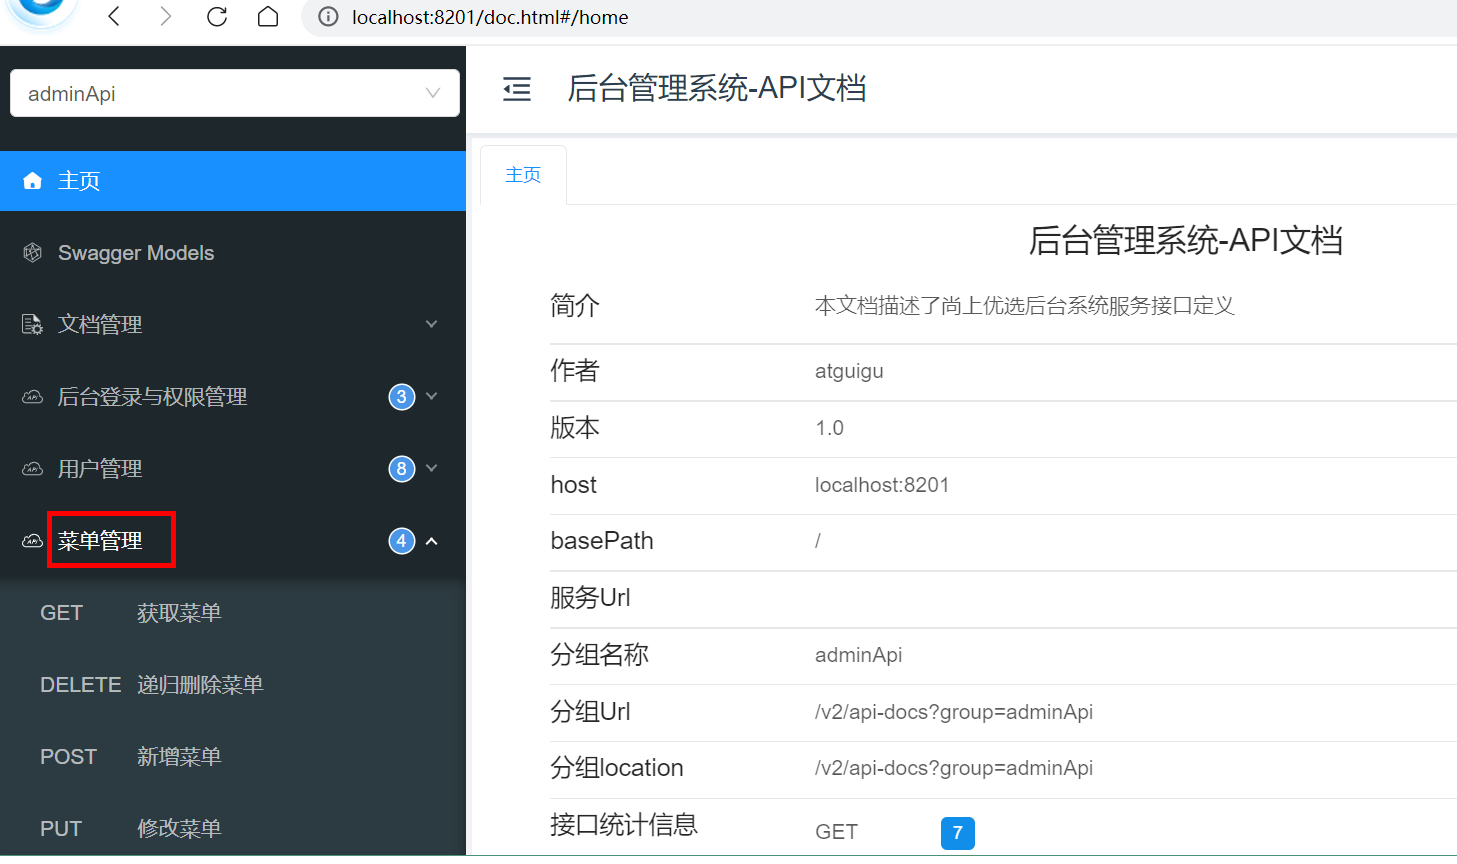 localhost:8201/doc.html#/home
adminApi
后台管理系统-API文档
主页
主页
Swagger Models
文档管理
后台登录与权限管理 3
用户管理 8
菜单管理 4
GET 获取菜单
DELETE 递归删除菜单
POST 新增菜单
PUT 修改菜单
后台管理系统-API文档
简介 本文档描述了尚上优选后台系统服务接口定义
作者 atguigu
版本 1.0
host localhost:8201
basePath /
服务Url
分组名称 adminApi
分组Url /v2/api-docs?group=adminApi
分组location /v2/api-docs?group=adminApi
接口统计信息 GET 7